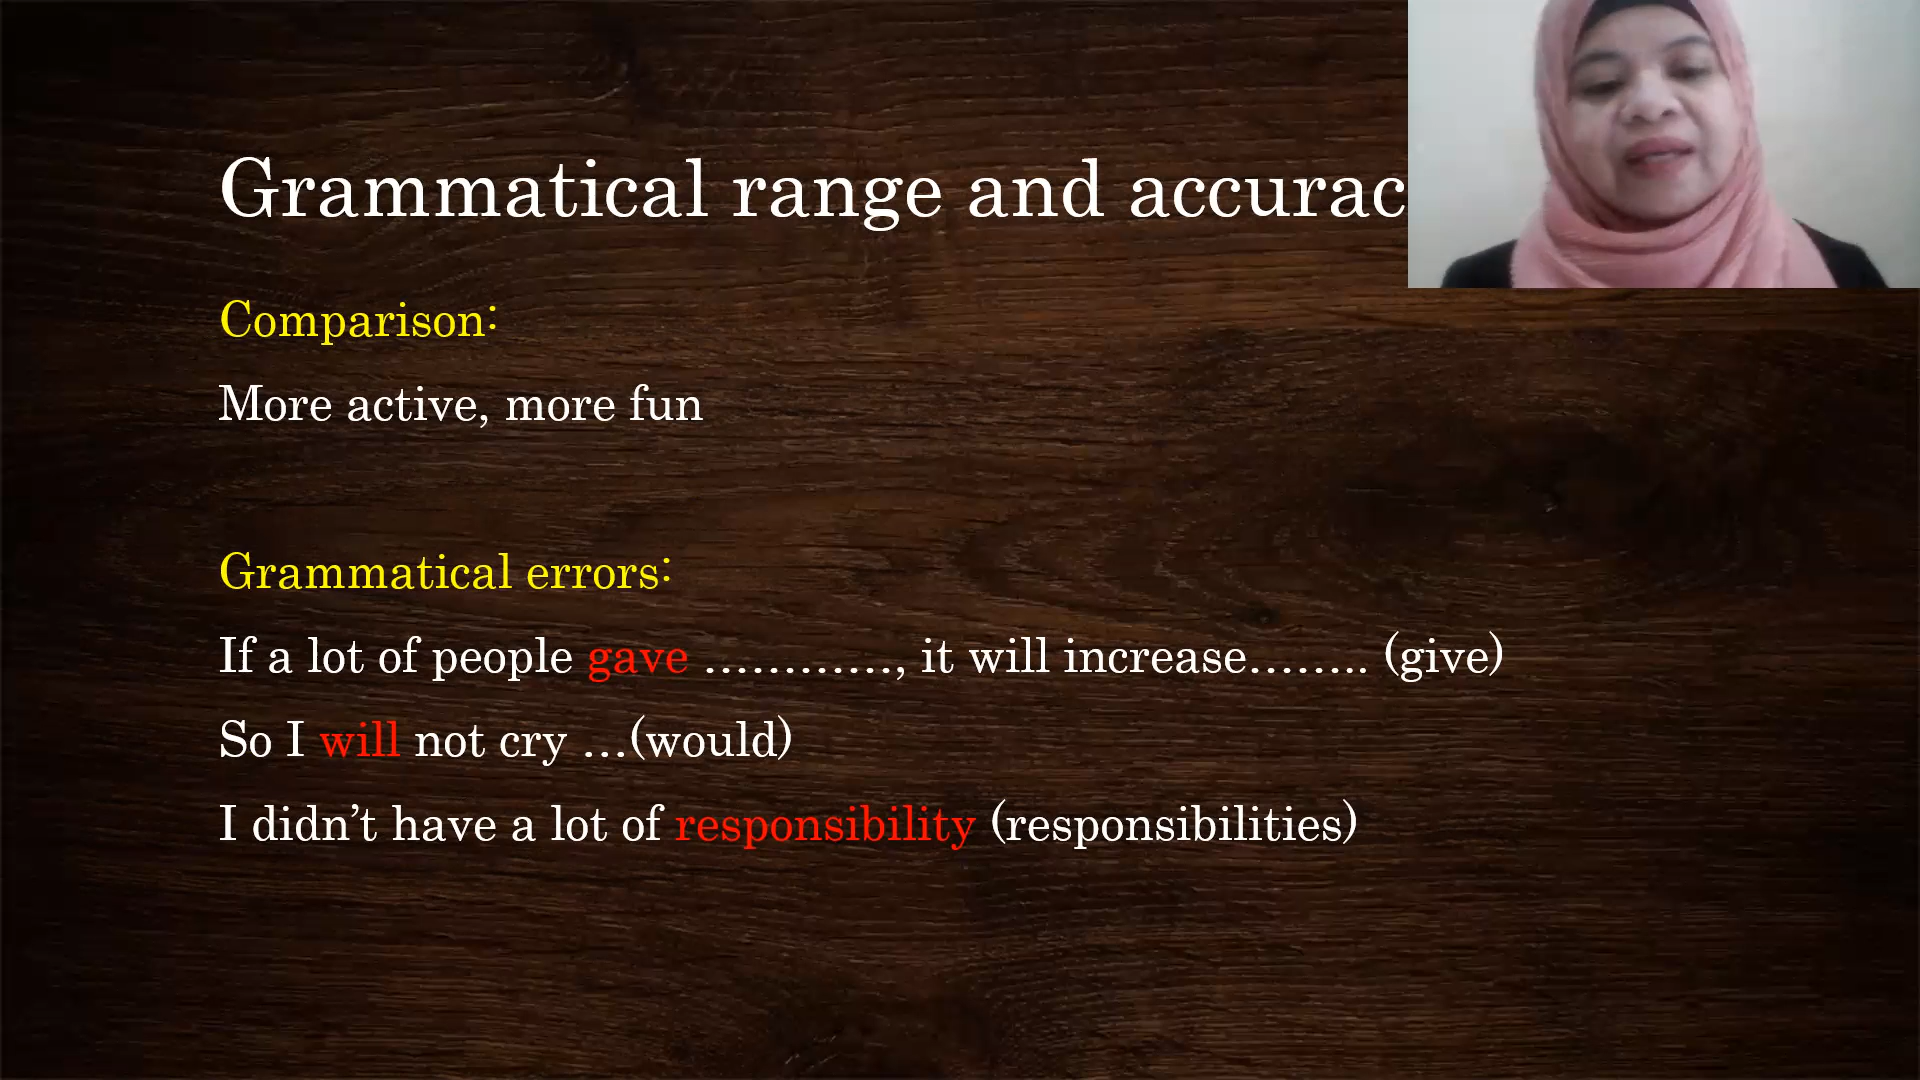 Grammatical range and accurac
Comparison:
More active, more fun
Grammatical errors:
If a lot of people gave …………., it will increase…….. (give)
So I will not cry …(would)
I didn’t have a lot of responsibility (responsibilities)